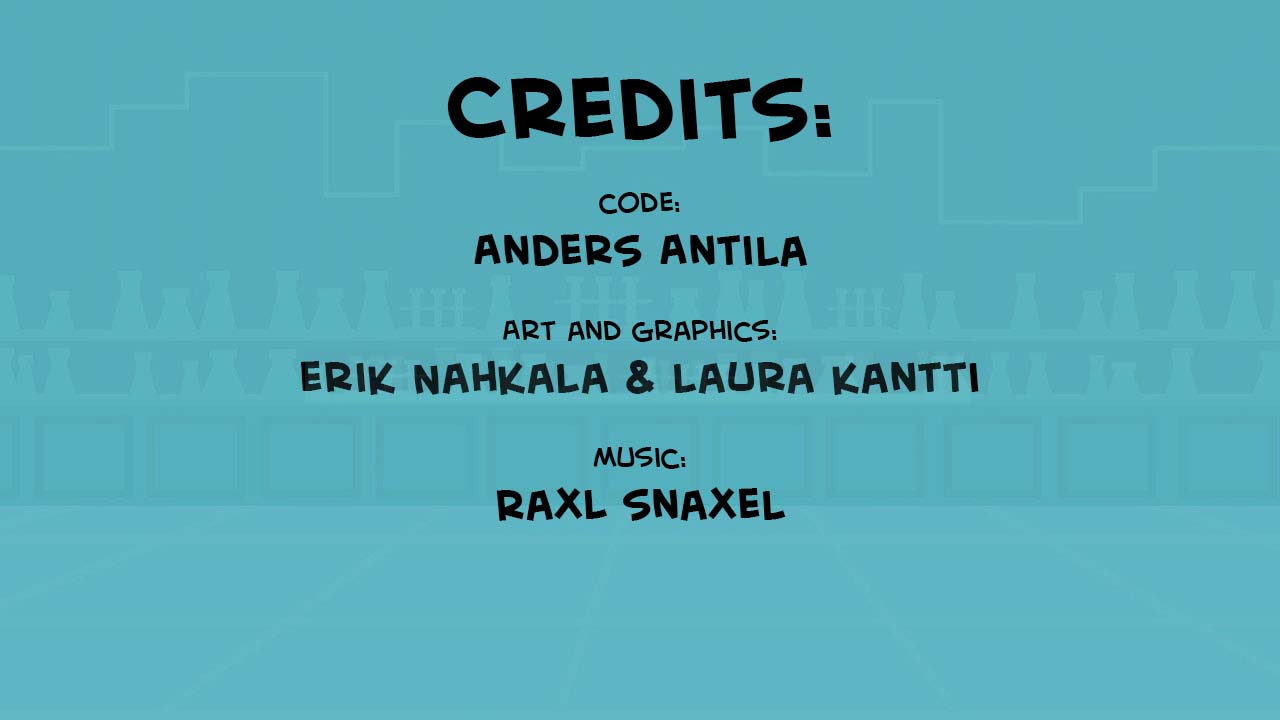 CREDITS:
CODE:
ANDERS ANTILA
ART AND GRAPHICS:
ERIK NAHKALA & LAURA KANTTI
MUSIC:
RAXL SNAXEL